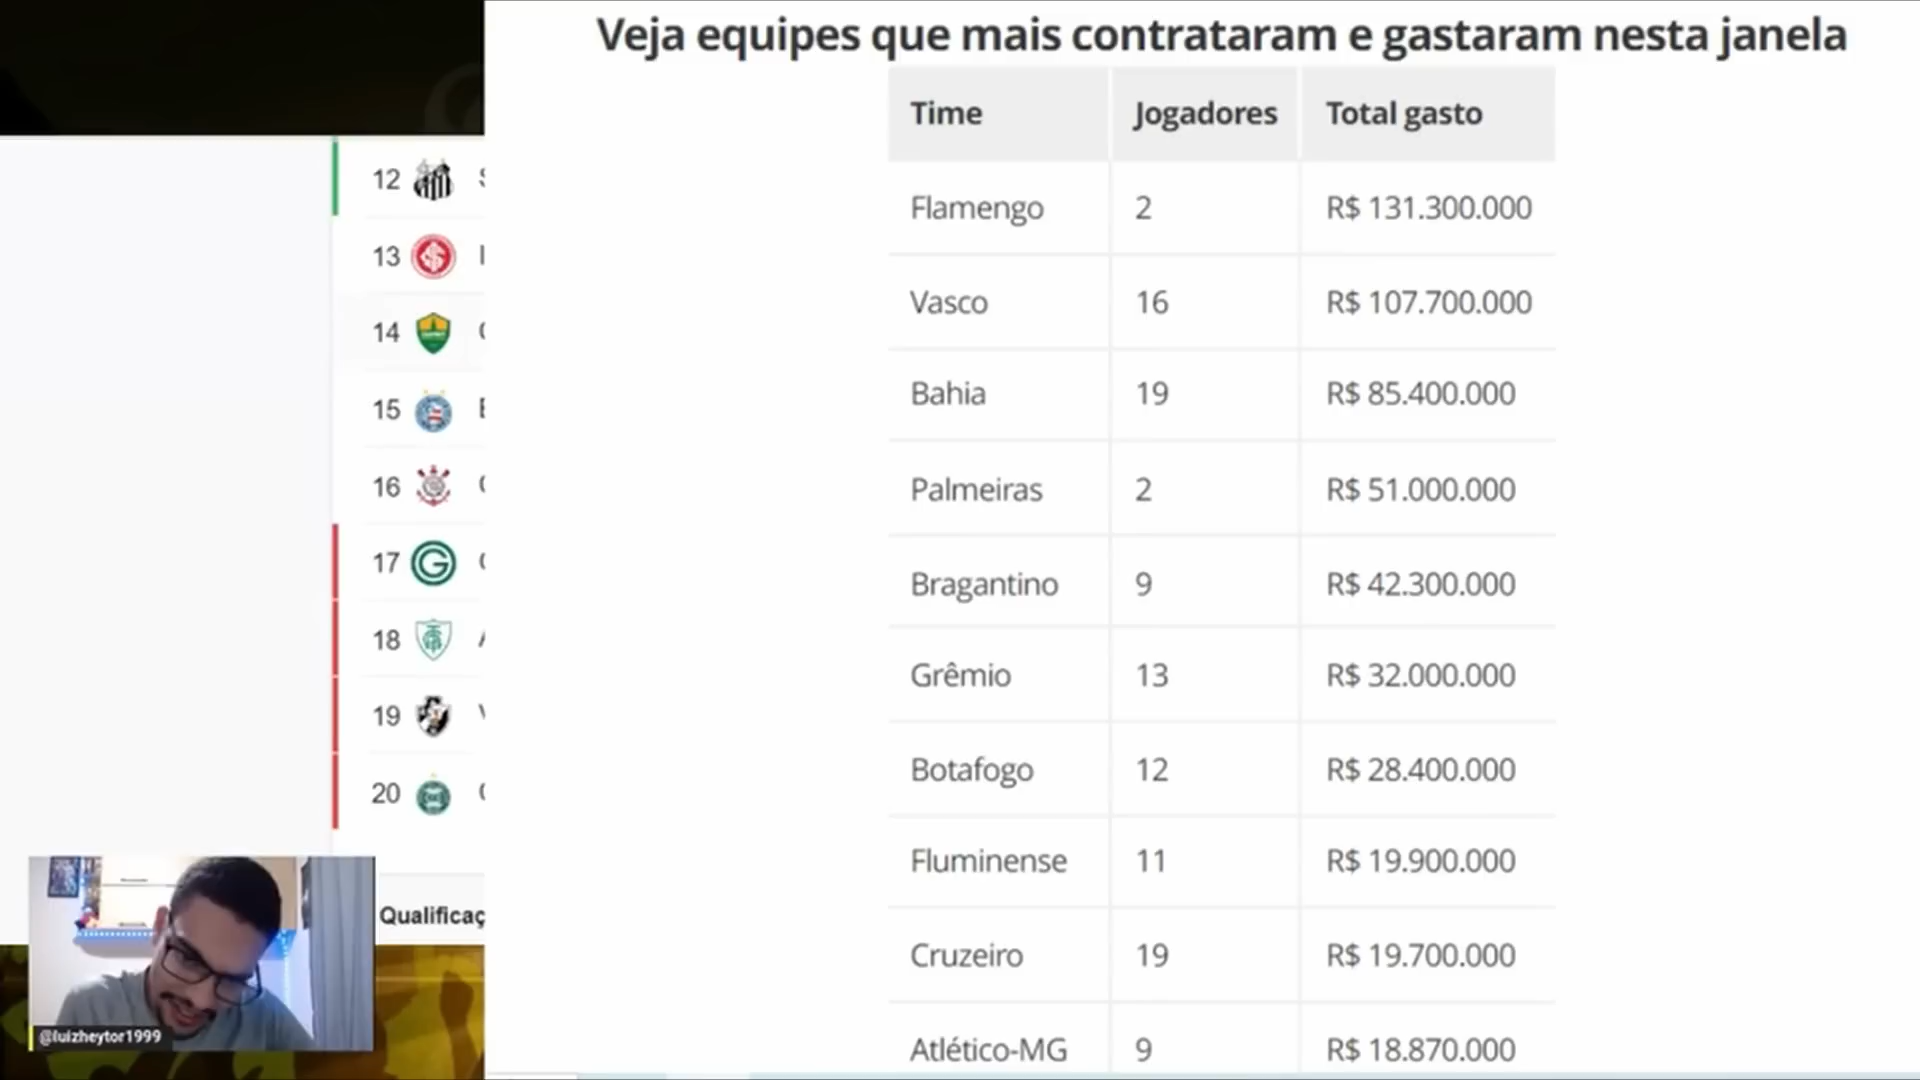 Veja equipes que mais contrataram e gastaram nesta janela
Time Jogadores Total gasto
Flamengo 2 R$ 131.300.000
Vasco 16 R$ 107.700.000
Bahia 19 R$ 85.400.000
Palmeiras 2 R$ 51.000.000
Bragantino 9 R$ 42.300.000
Grêmio 13 R$ 32.000.000
Botafogo 12 R$ 28.400.000
Fluminense 11 R$ 19.900.000
Cruzeiro 19 R$ 19.700.000
Atlético-MG 9 R$ 18.870.000
12
13
14
15
16
17
18
19
20
Qualificaç
@luizheytor1999